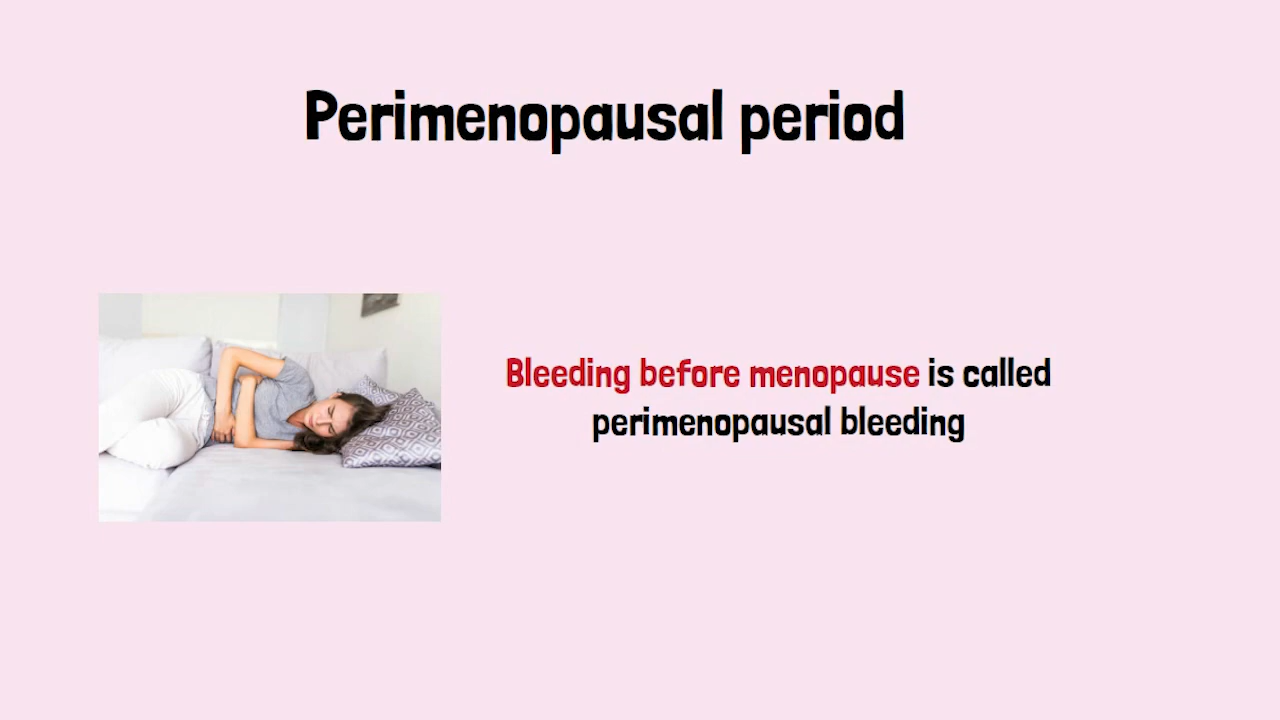 Perimenopausal period
Bleeding before menopause is called
perimenopausal bleeding